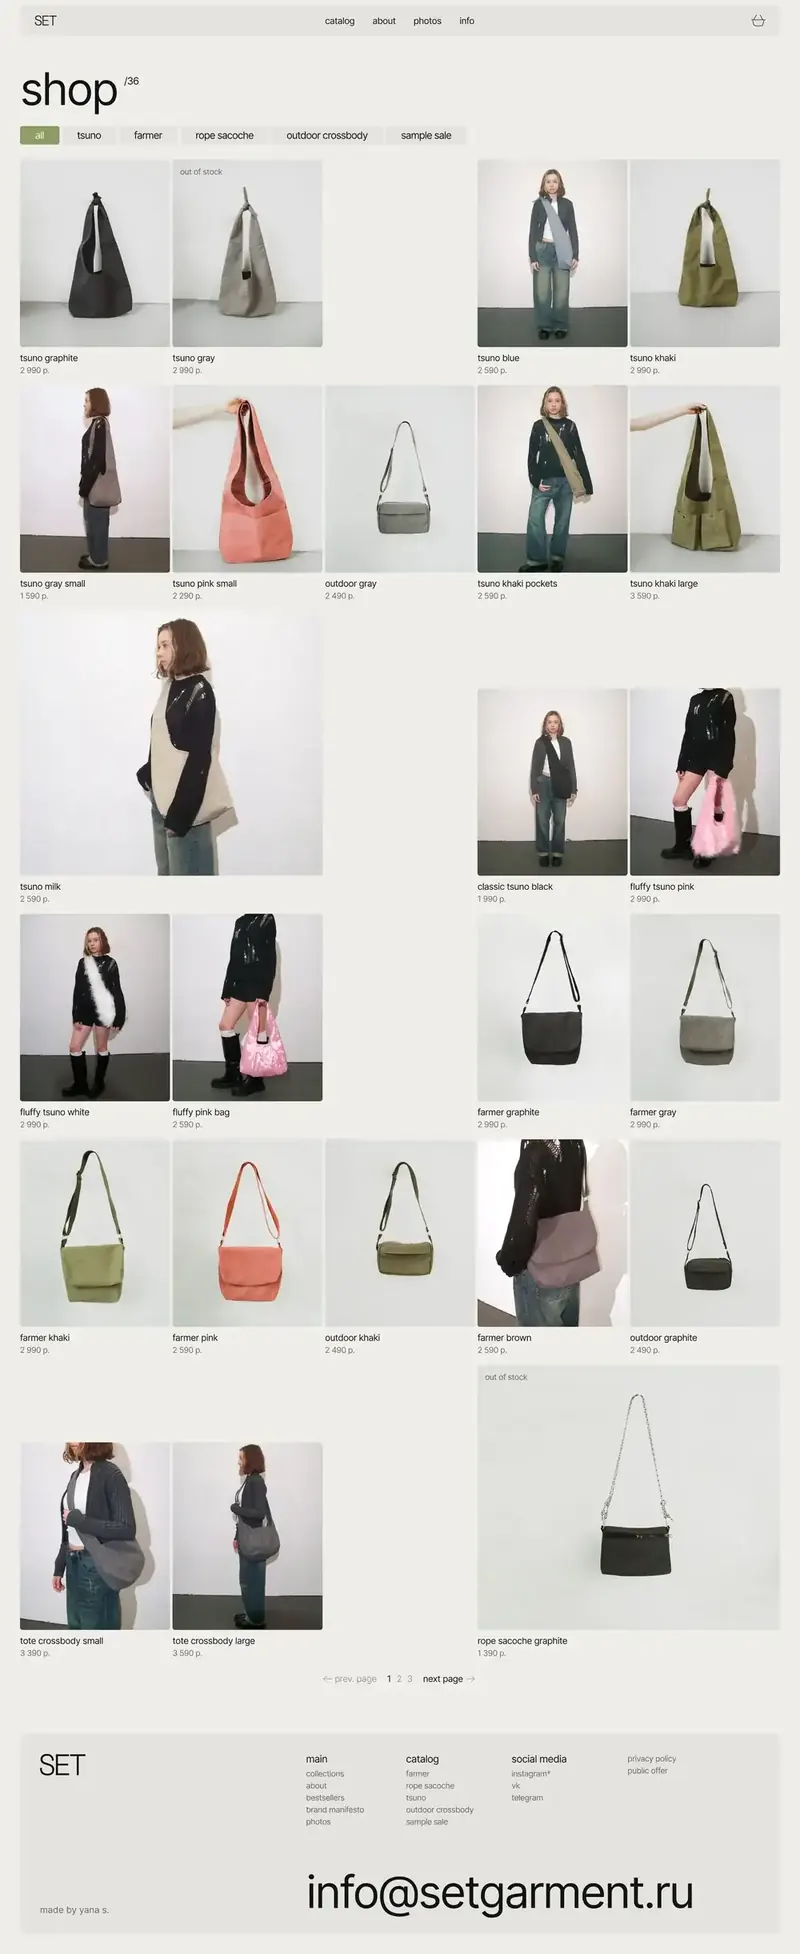 SET
catalog about photos info
shop /36
all tsuno farmer rope sacoche outdoor crossbody sample sale
out of stock
tsuno graphite tsuno gray tsuno blue tsuno khaki
2 990 р. 2 990 р. 2 590 р. 2 990 р.
tsuno gray small tsuno pink small outdoor gray tsuno khaki pockets tsuno khaki large
1 590 р. 2 290 р. 2 490 р. 2 590 р. 3 590 р.
tsuno milk classic tsuno black fluffy tsuno pink
2 590 р. 1 990 р. 2 990 р.
fluffy tsuno white fluffy pink bag farmer graphite farmer gray
2 990 р. 2 590 р. 2 990 р. 2 990 р.
farmer khaki farmer pink outdoor khaki farmer brown outdoor graphite
2 990 р. 2 590 р. 2 490 р. 2 590 р. 2 490 р.
out of stock
tote crossbody small tote crossbody large rope sacoche graphite
3 390 р. 3 590 р. 1 390 р.
← prev. page 1 2 3 next page →
SET
main
collections
about
bestsellers
brand manifesto
photos
catalog
farmer
rope sacoche
tsuno
outdoor crossbody
sample sale
social media
instagram*
vk
telegram
privacy policy
public offer
info@setgarment.ru
made by yana s.